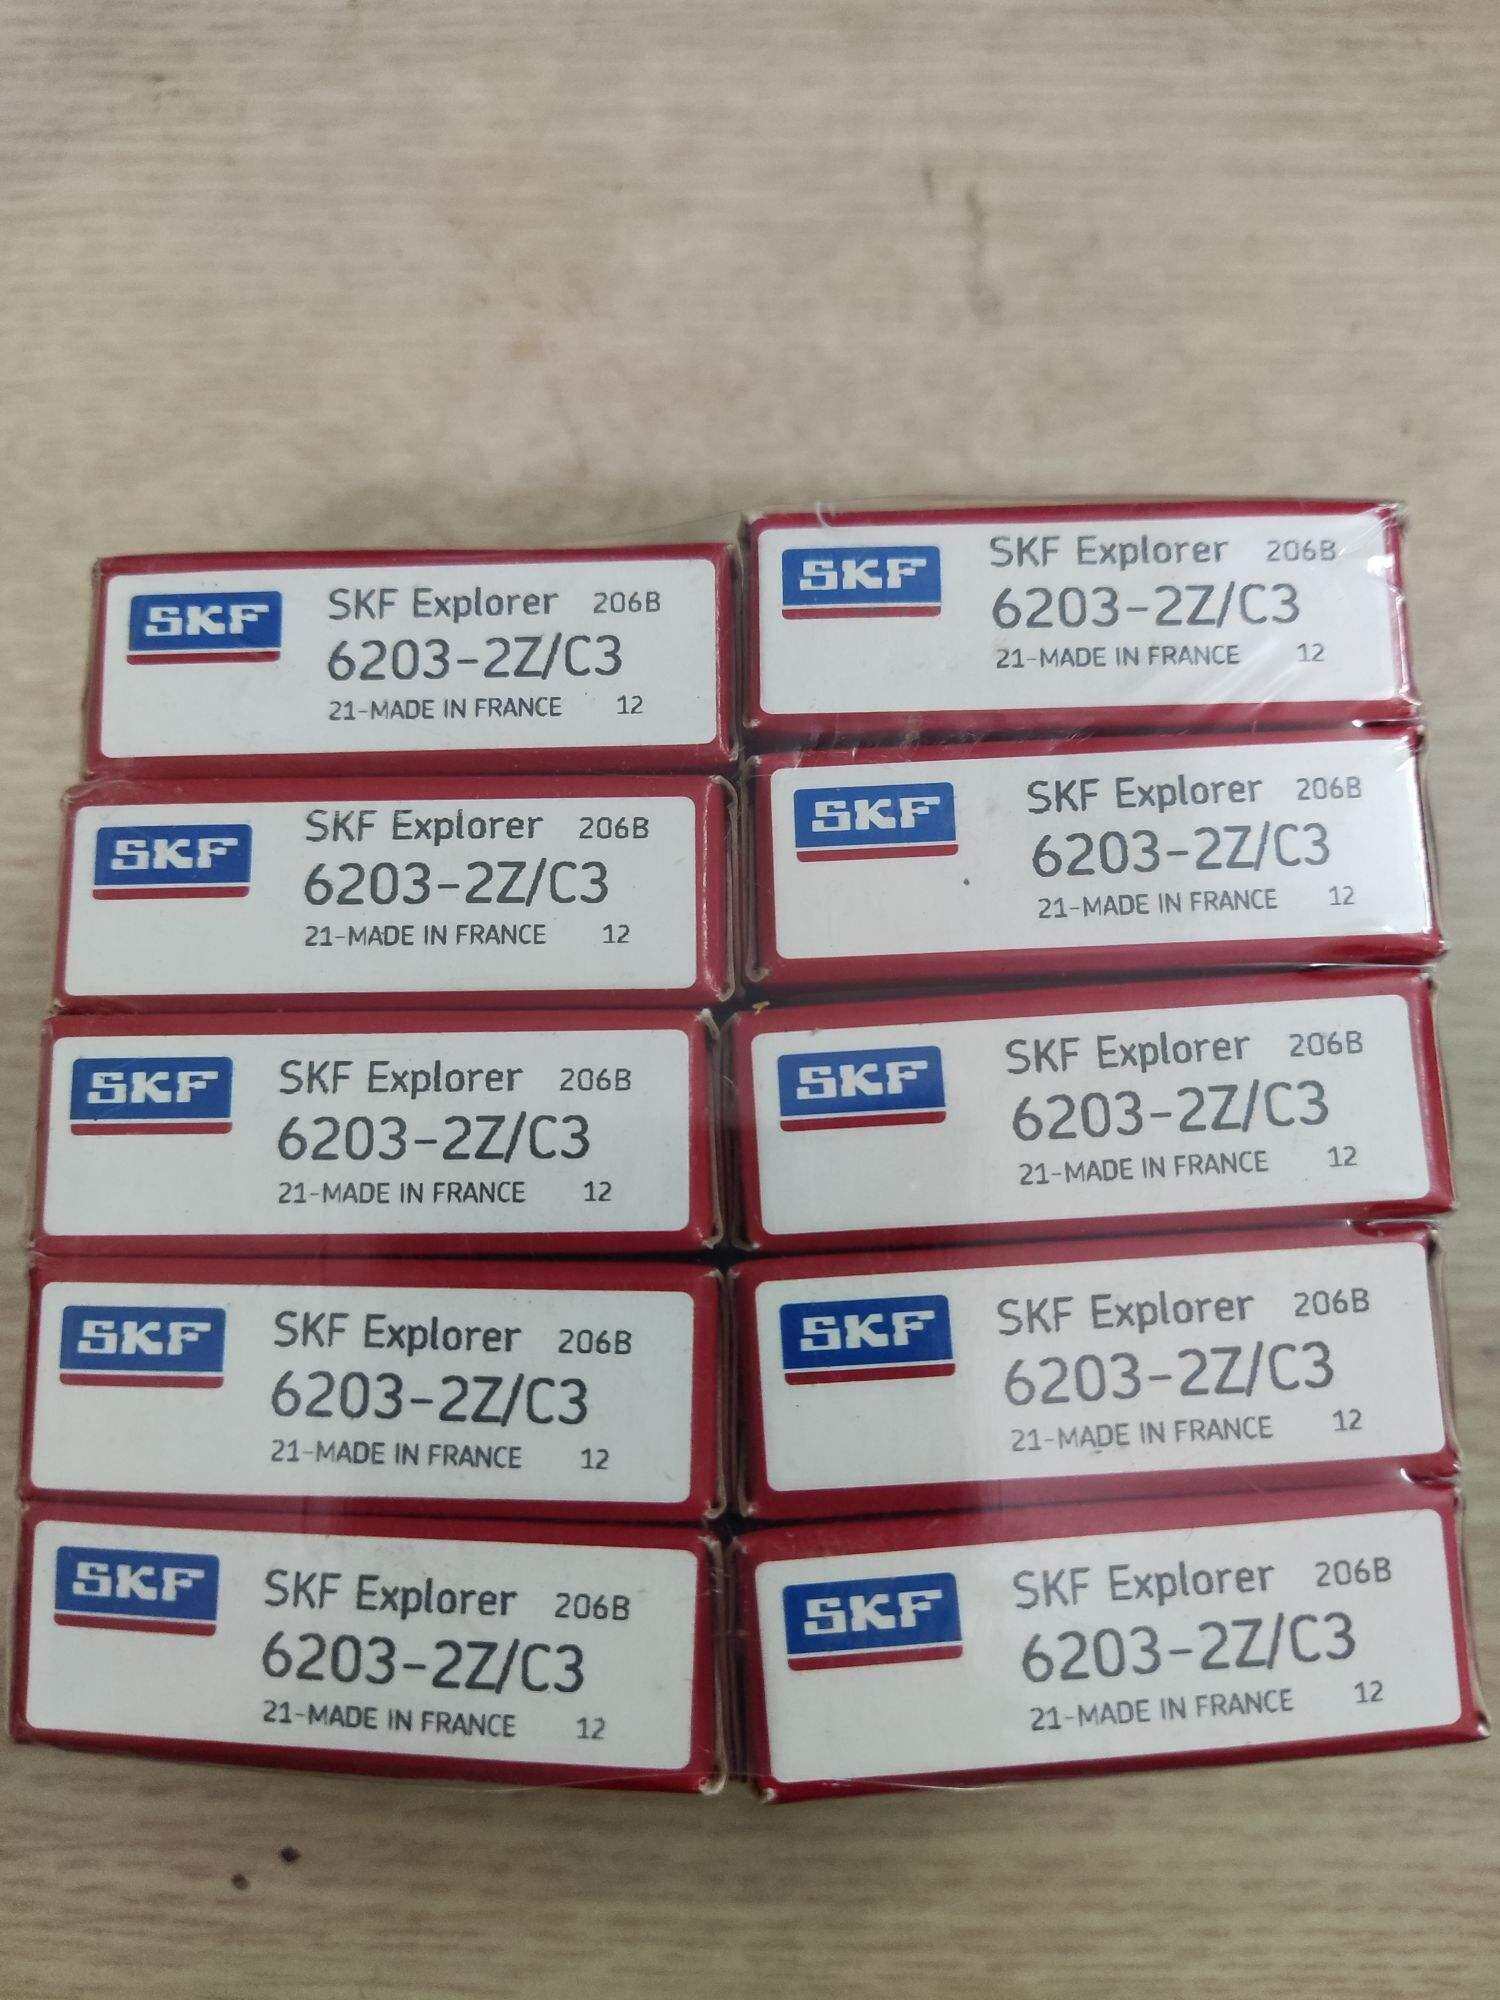 SKF
SKF Explorer 206B
6203-2Z/C3
21-MADE IN FRANCE 12
SKF
SKF Explorer 206B
6203-2Z/C3
21-MADE IN FRANCE 12
SKF
SKF Explorer 206B
6203-2Z/C3
21-MADE IN FRANCE 12
SKF
SKF Explorer 206B
6203-2Z/C3
21-MADE IN FRANCE 12
SKF
SKF Explorer 206B
6203-2Z/C3
21-MADE IN FRANCE 12
SKF
SKF Explorer 206B
6203-2Z/C3
21-MADE IN FRANCE 12
SKF
SKF Explorer 206B
6203-2Z/C3
21-MADE IN FRANCE 12
SKF
SKF Explorer 206B
6203-2Z/C3
21-MADE IN FRANCE 12
SKF
SKF Explorer 206B
6203-2Z/C3
21-MADE IN FRANCE 12
SKF
SKF Explorer 206B
6203-2Z/C3
21-MADE IN FRANCE 12